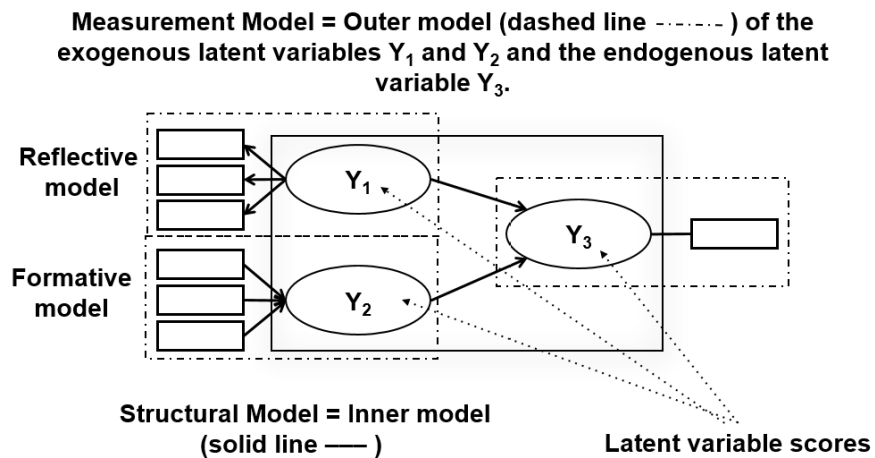 Measurement Model = Outer model (dashed line -·-·-·-·- ) of the
exogenous latent variables Y₁ and Y₂ and the endogenous latent
variable Y₃.
Reflective
model
Y₁
Y₃
Formative
model
Y₂
Structural Model = Inner model
(solid line —— )
Latent variable scores